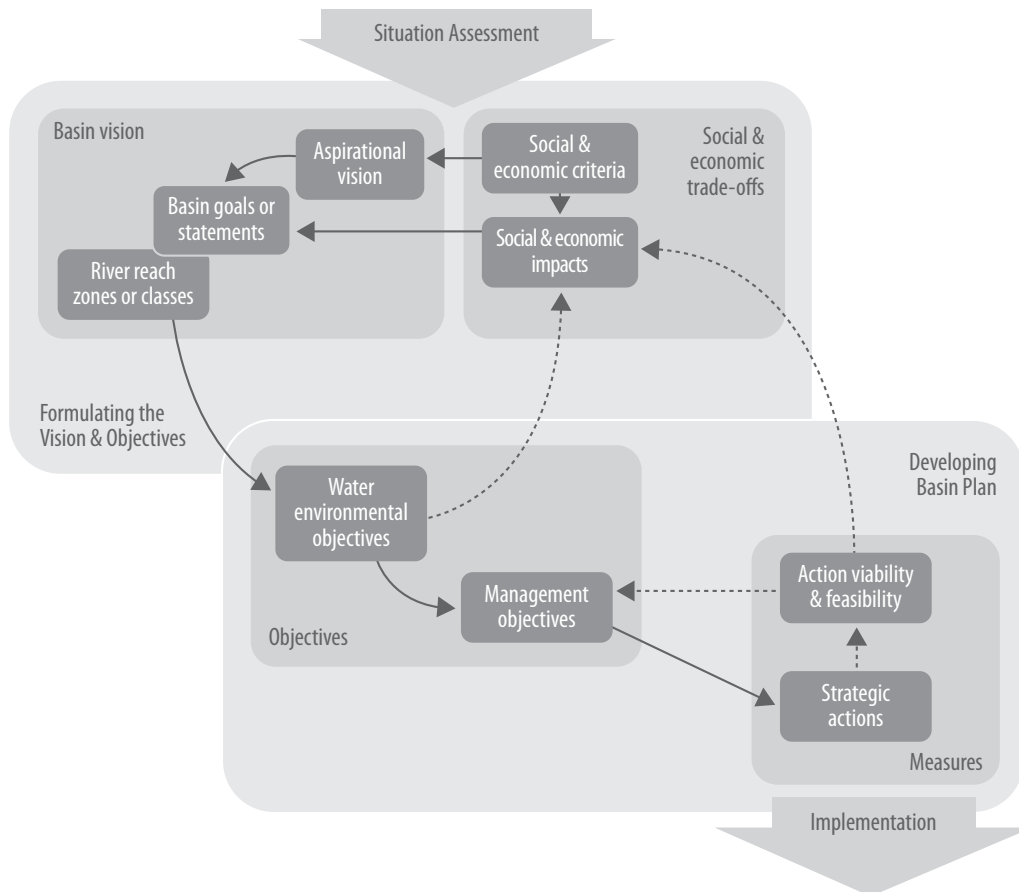 Situation Assessment
Basin vision
Aspirational
vision
Social &
economic criteria
Social &
economic
trade-offs
Basin goals or
statements
Social & economic
impacts
River reach
zones or classes
Formulating the
Vision & Objectives
Developing
Basin Plan
Water
environmental
objectives
Action viability
& feasibility
Management
objectives
Objectives
Strategic
actions
Measures
Implementation